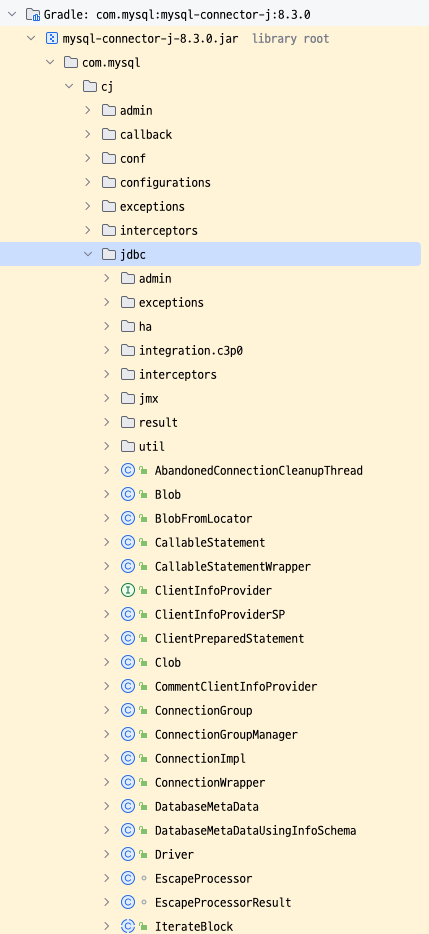 Gradle: com.mysql:mysql-connector-j:8.3.0
mysql-connector-j-8.3.0.jar library root
com.mysql
cj
admin
callback
conf
configurations
exceptions
interceptors
jdbc
admin
exceptions
ha
integration.c3p0
interceptors
jmx
result
util
AbandonedConnectionCleanupThread
Blob
BlobFromLocator
CallableStatement
CallableStatementWrapper
ClientInfoProvider
ClientInfoProviderSP
ClientPreparedStatement
Clob
CommentClientInfoProvider
ConnectionGroup
ConnectionGroupManager
ConnectionImpl
ConnectionWrapper
DatabaseMetaData
DatabaseMetaDataUsingInfoSchema
Driver
EscapeProcessor
EscapeProcessorResult
IterateBlock